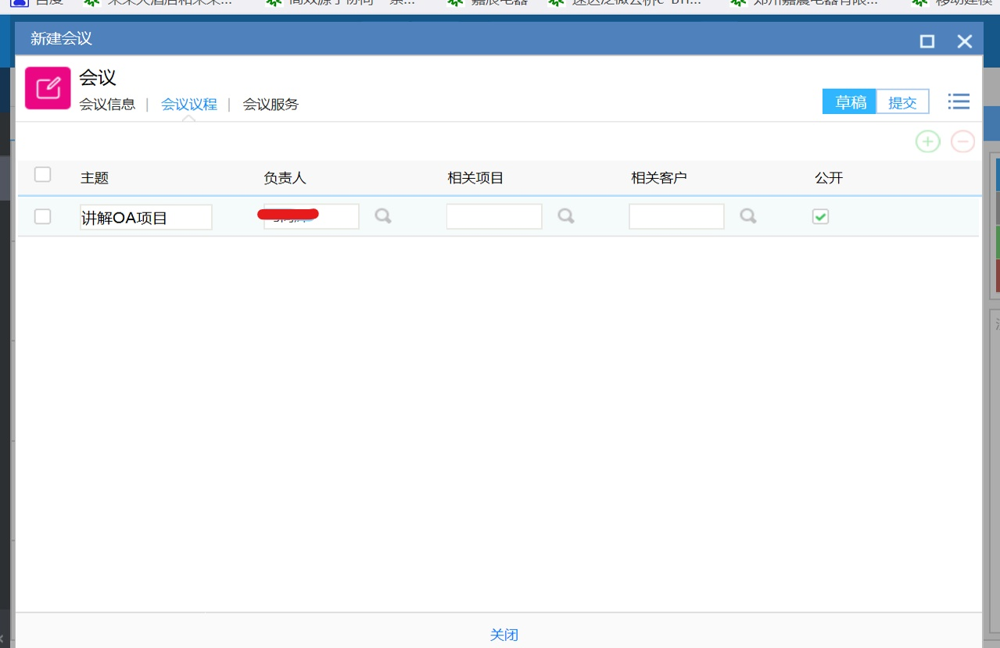 新建会议
会议
会议信息 | 会议议程 | 会议服务
草稿 提交
主题 负责人 相关项目 相关客户 公开
讲解OA项目
关闭